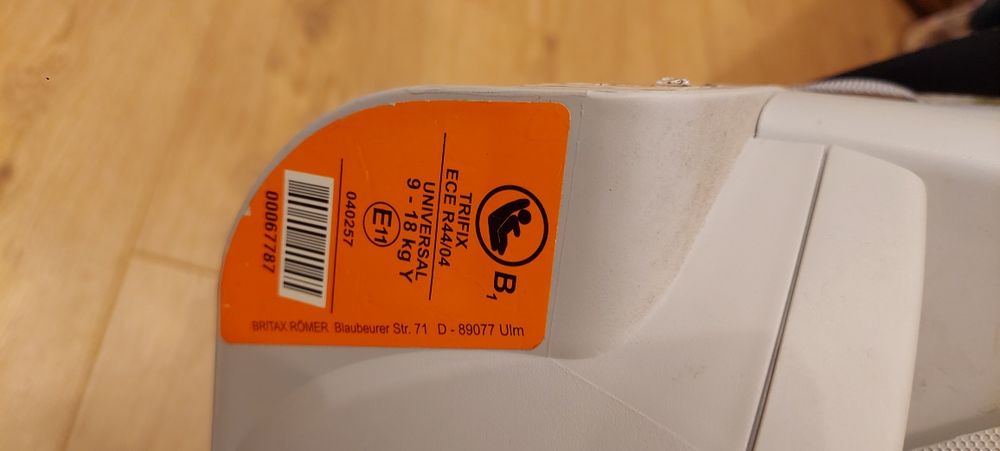 B1
TRIFIX
ECE R44/04
UNIVERSAL
9 - 18 kg Y
E11
040257
00067787
BRITAX RÖMER Blaubeurer Str. 71 D - 89077 Ulm